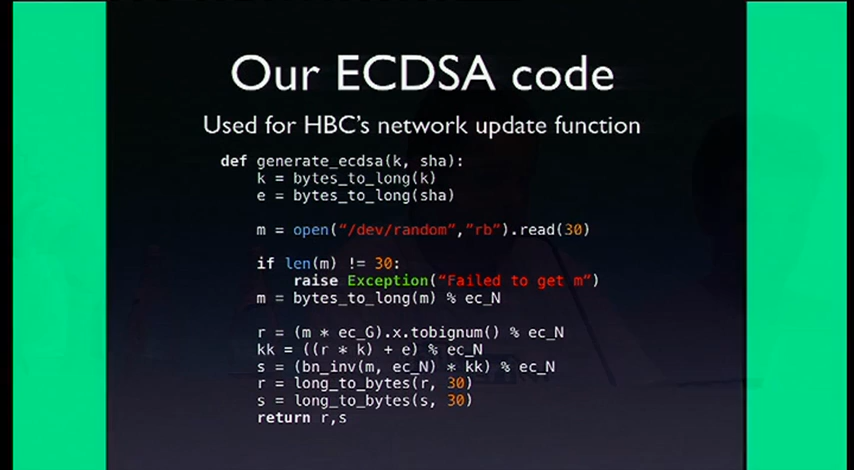 Our ECDSA code
Used for HBC's network update function
def generate_ecdsa(k, sha):
k = bytes_to_long(k)
e = bytes_to_long(sha)
m = open(“/dev/random”,”rb”).read(30)
if len(m) != 30:
raise Exception(“Failed to get m”)
m = bytes_to_long(m) % ec_N
r = (m * ec_G).x.tobignum() % ec_N
kk = ((r * k) + e) % ec_N
s = (bn_inv(m, ec_N) * kk) % ec_N
r = long_to_bytes(r, 30)
s = long_to_bytes(s, 30)
return r,s